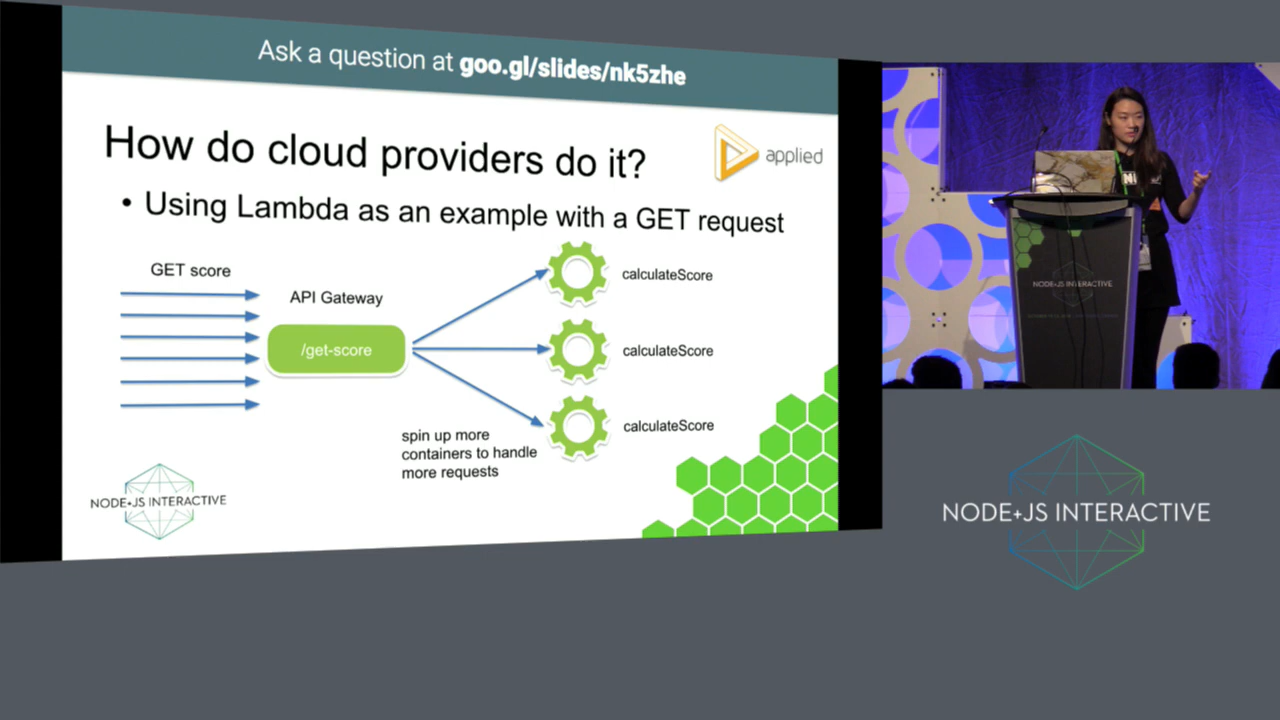 Ask a question at goo.gl/slides/nk5zhe
How do cloud providers do it?
applied
• Using Lambda as an example with a GET request
GET score
API Gateway
/get-score
calculateScore
calculateScore
calculateScore
spin up more
containers to handle
more requests
NODE+JS INTERACTIVE
NODE+JS INTERACTIVE
NODE+JS INTERACTIVE